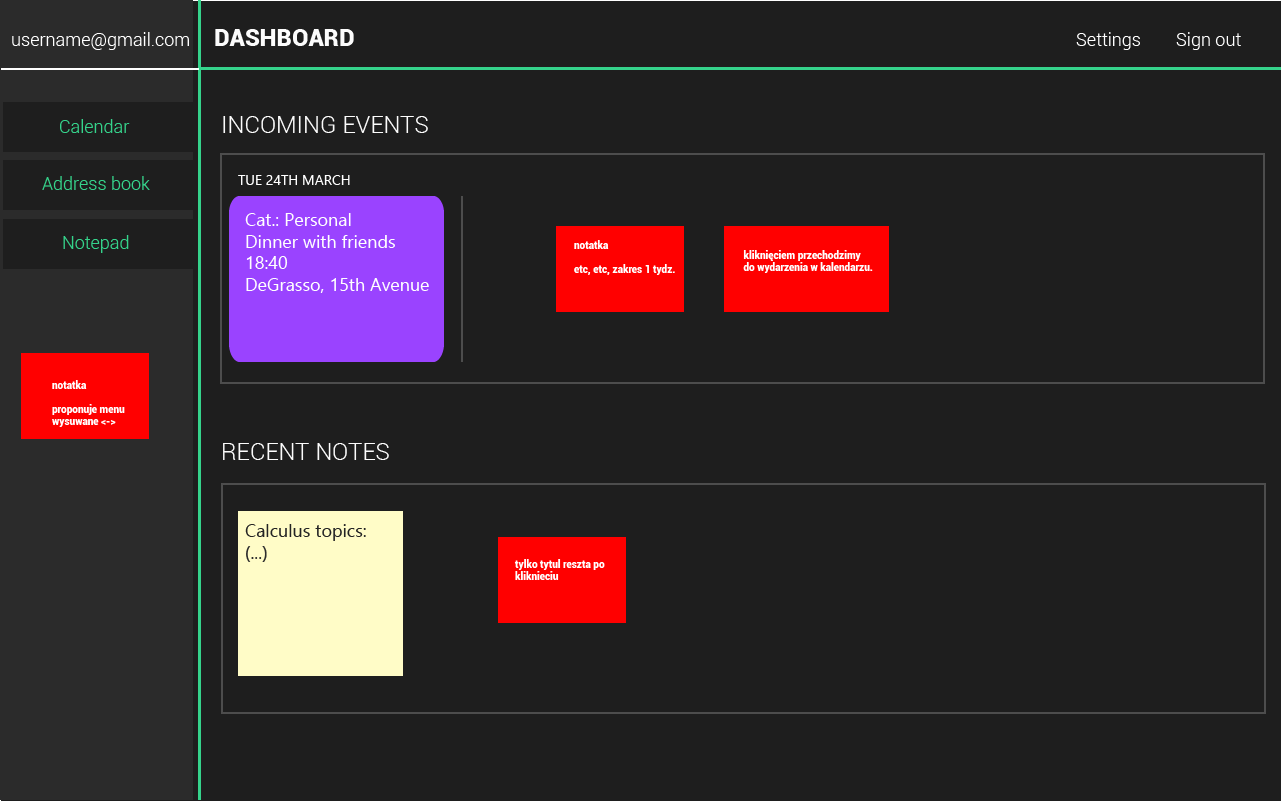 username@gmail.com
DASHBOARD
Settings
Sign out
Calendar
Address book
Notepad
notatka
proponuje menu
wysuwane <->
INCOMING EVENTS
TUE 24TH MARCH
Cat.: Personal
Dinner with friends
18:40
DeGrasso, 15th Avenue
notatka
etc, etc, zakres 1 tydz.
kliknięciem przechodzimy
do wydarzenia w kalendarzu.
RECENT NOTES
Calculus topics:
(...)
tylko tytul reszta po
kliknieciu